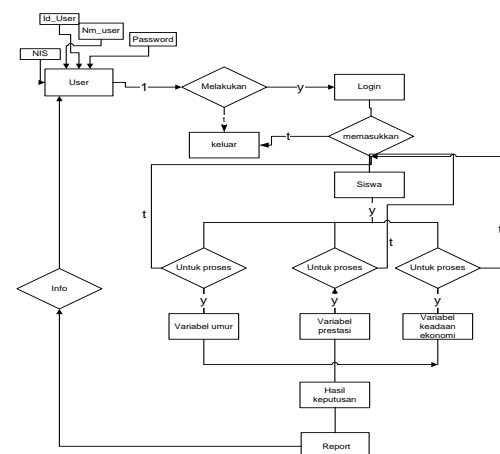 Id_User
Nm_user
Password
NIS
User
1
Melakukan
y
Login
t
keluar
t
memasukkan
Siswa
y
t
t
t
Untuk proses
Untuk proses
Untuk proses
Info
y
y
y
Variabel umur
Variabel
prestasi
Variabel
keadaan
ekonomi
Hasil
keputusan
Report